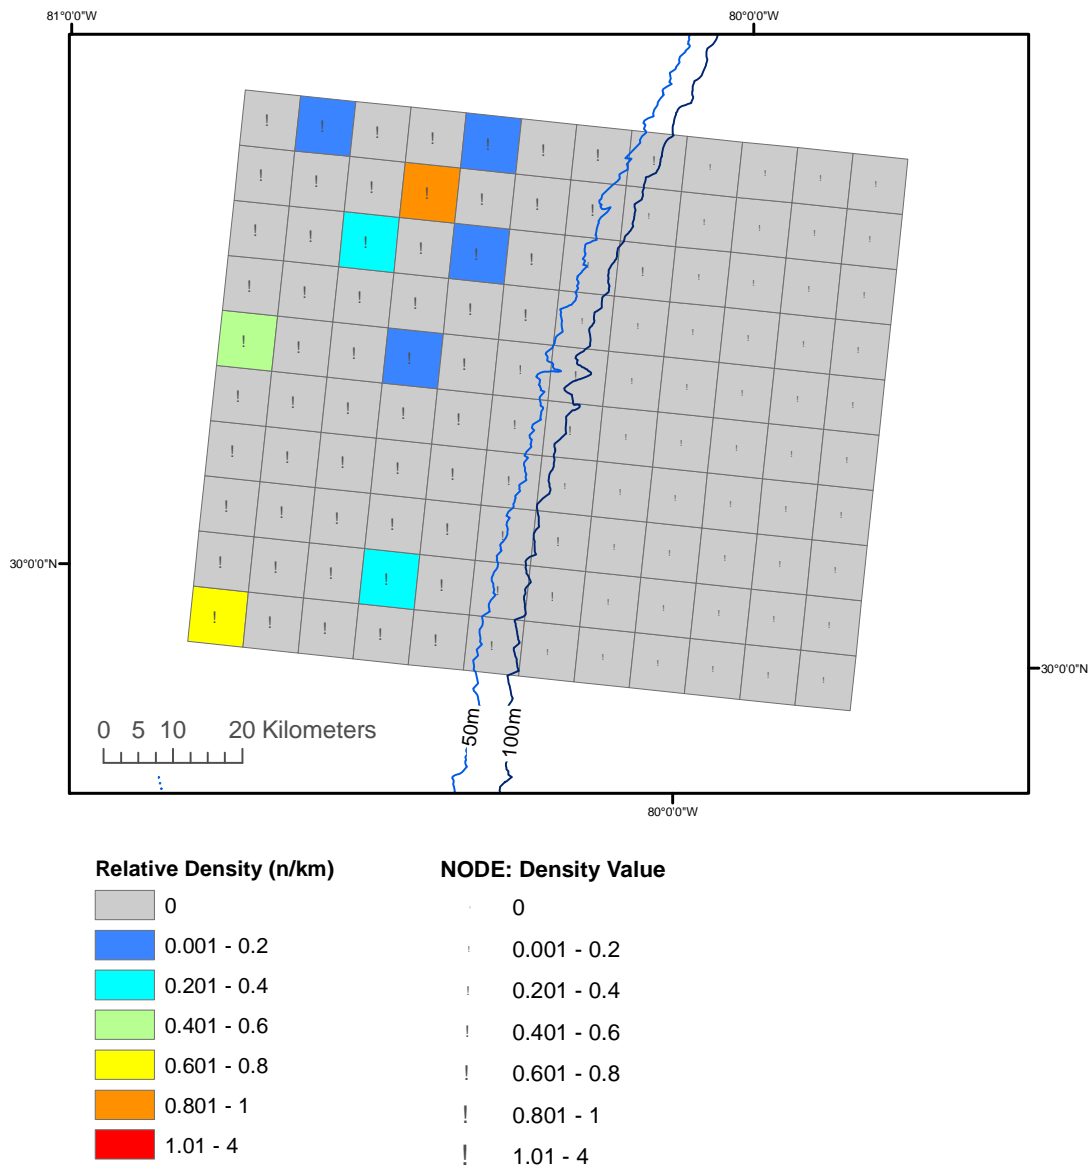 81°0'0"W 80°0'0"W
30°0'0"N
30°0'0"N
0 5 10 20 Kilometers
50m
100m
80°0'0"W
Relative Density (n/km) NODE: Density Value
0 0
0.001 - 0.2 0.001 - 0.2
0.201 - 0.4 0.201 - 0.4
0.401 - 0.6 0.401 - 0.6
0.601 - 0.8 0.601 - 0.8
0.801 - 1 0.801 - 1
1.01 - 4 1.01 - 4